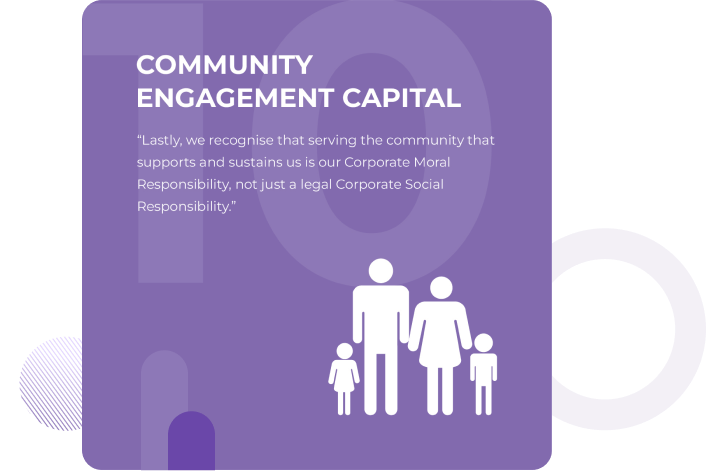 10
COMMUNITY
ENGAGEMENT CAPITAL
“Lastly, we recognise that serving the community that
supports and sustains us is our Corporate Moral
Responsibility, not just a legal Corporate Social
Responsibility.”